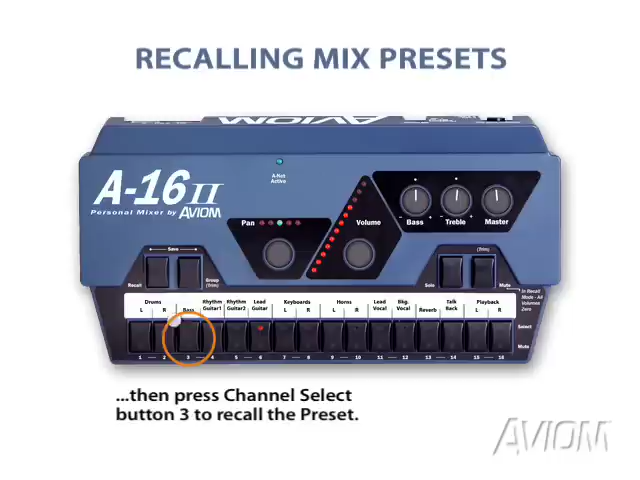 RECALLING MIX PRESETS
AVIOM
A-Net
Active
A-16 II
Personal Mixer by AVIOM
Pan
Volume
Bass
Treble
Master
- + - + -
Save
Recall
Group
(Trim)
(Trim)
Solo
Mute
In Recall
Mode - All
Volumes
Zero
Drums
L R
Bass
Rhythm
Guitar1
Rhythm
Guitar2
Lead
Guitar
Keyboards
L R
Horns
L R
Lead
Vocal
Bkg.
Vocal
Reverb
Talk
Back
Playback
L R
Select
Mute
1 2 3 4 5 6 7 8 9 10 11 12 13 14 15 16
...then press Channel Select
button 3 to recall the Preset.
AVIOM